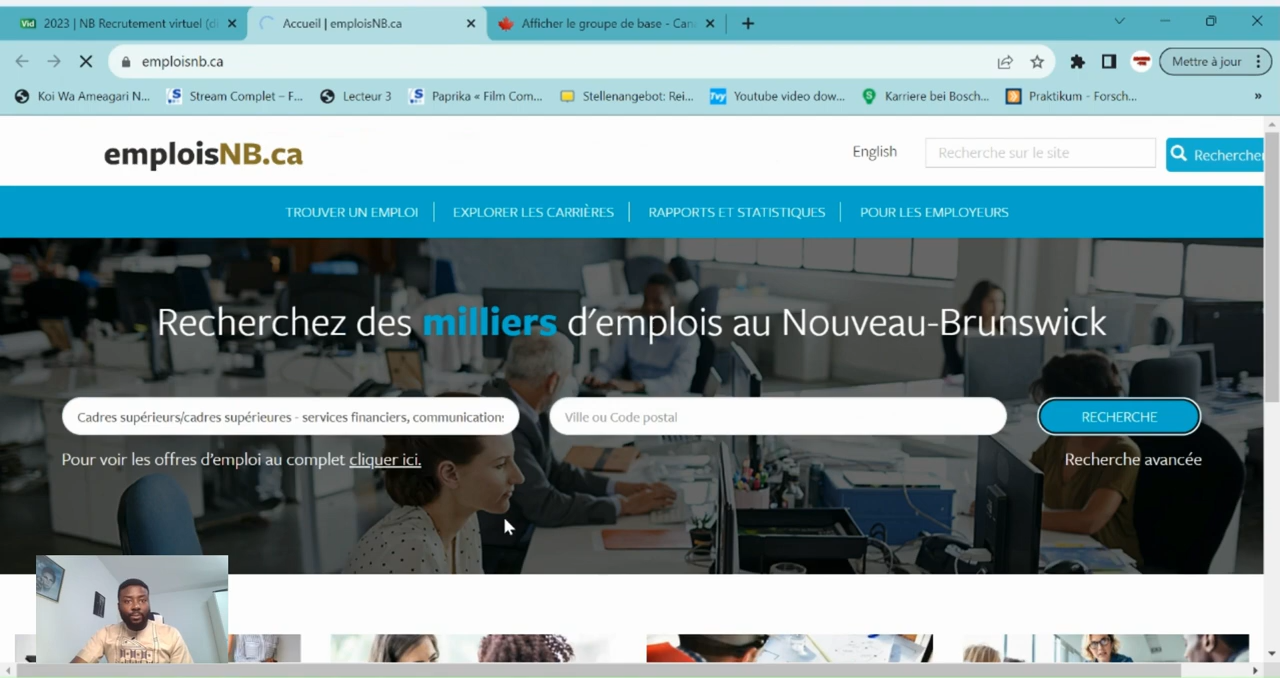 2023 | NB Recrutement virtuel (di
Accueil | emploisNB.ca
Afficher le groupe de base - Can
emploisnb.ca
Mettre à jour
Koi Wa Ameagari N...
Stream Complet – F...
Lecteur 3
Paprika « Film Com...
Stellenangebot: Rei...
Youtube video dow...
Karriere bei Bosch...
Praktikum - Forsch...
»
emploisNB.ca
English
Recherche sur le site
Recherche
TROUVER UN EMPLOI
EXPLORER LES CARRIÈRES
RAPPORTS ET STATISTIQUES
POUR LES EMPLOYEURS
Recherchez des milliers d'emplois au Nouveau-Brunswick
Cadres supérieurs/cadres supérieures - services financiers, communications
Ville ou Code postal
RECHERCHE
Pour voir les offres d'emploi au complet cliquer ici.
Recherche avancée